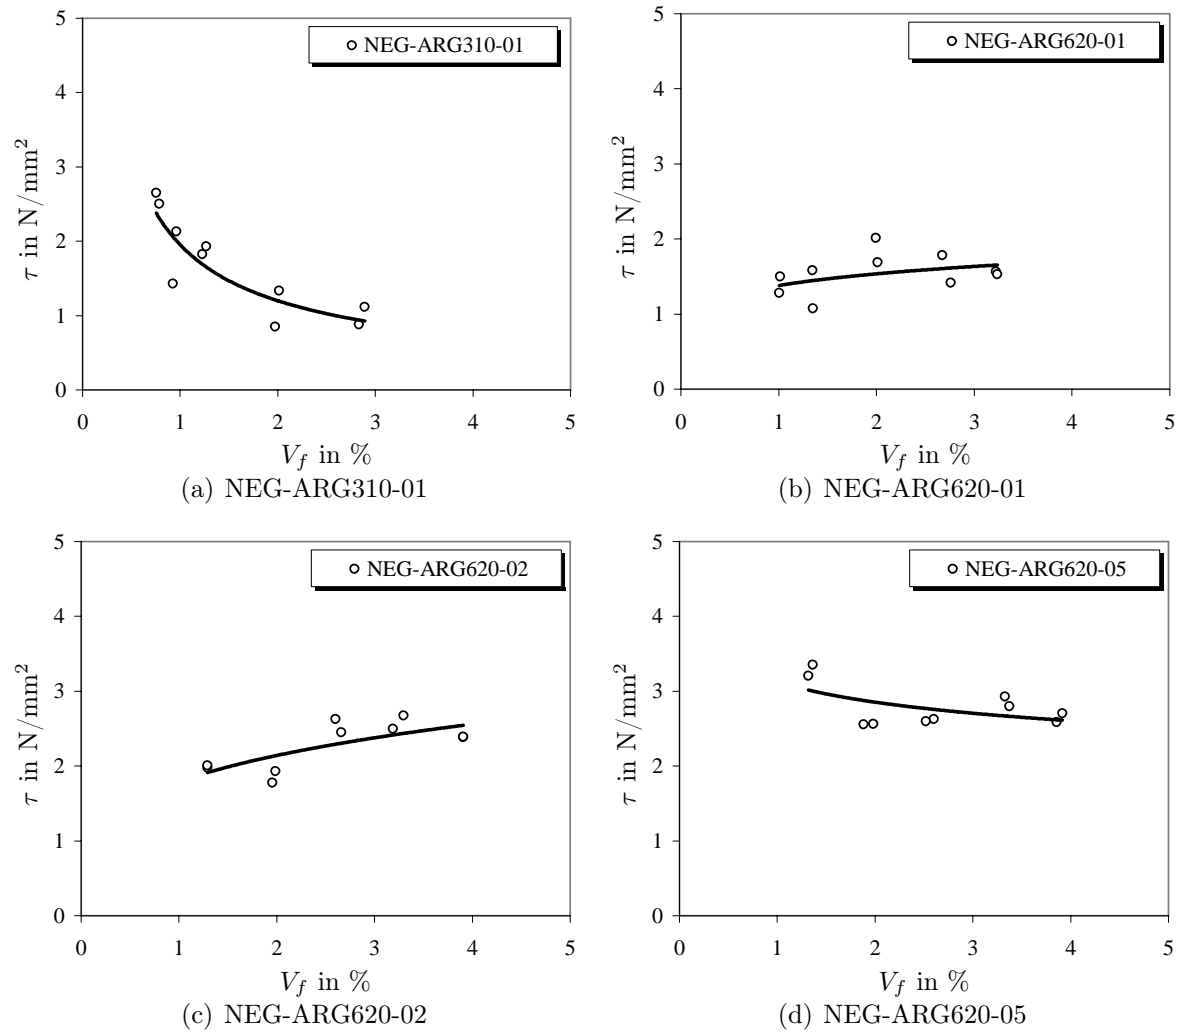 5
4
3
2
1
0
τ in N/mm²
NEG-ARG310-01
0 1 2 3 4 5
V_f in %
(a) NEG-ARG310-01
5
4
3
2
1
0
τ in N/mm²
NEG-ARG620-01
0 1 2 3 4 5
V_f in %
(b) NEG-ARG620-01
5
4
3
2
1
0
τ in N/mm²
NEG-ARG620-02
0 1 2 3 4 5
V_f in %
(c) NEG-ARG620-02
5
4
3
2
1
0
τ in N/mm²
NEG-ARG620-05
0 1 2 3 4 5
V_f in %
(d) NEG-ARG620-05